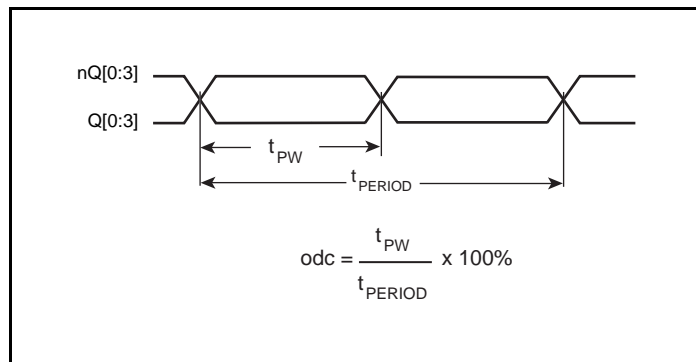 nQ[0:3]
Q[0:3]
tPW
tPERIOD
odc = tPW / tPERIOD x 100%